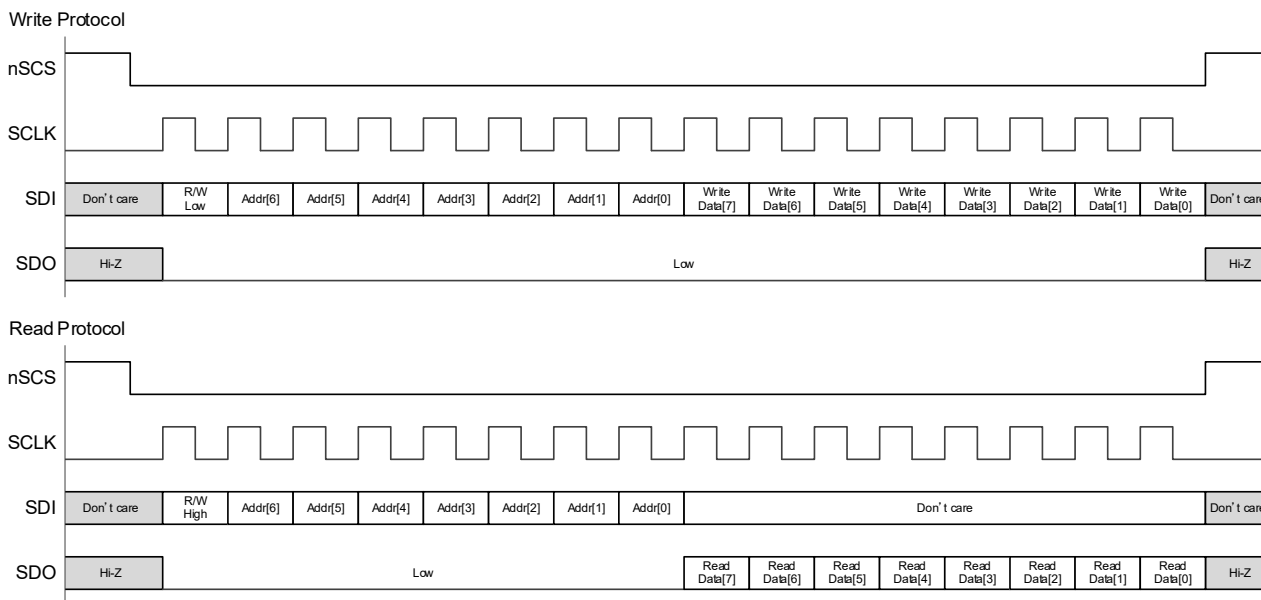 Write Protocol
nSCS
SCLK
SDI Don't care R/W Low Addr[6] Addr[5] Addr[4] Addr[3] Addr[2] Addr[1] Addr[0] Write Data[7] Write Data[6] Write Data[5] Write Data[4] Write Data[3] Write Data[2] Write Data[1] Write Data[0] Don't care
SDO Hi-Z Low Hi-Z
Read Protocol
nSCS
SCLK
SDI Don't care R/W High Addr[6] Addr[5] Addr[4] Addr[3] Addr[2] Addr[1] Addr[0] Don't care Don't care
SDO Hi-Z Low Read Data[7] Read Data[6] Read Data[5] Read Data[4] Read Data[3] Read Data[2] Read Data[1] Read Data[0] Hi-Z